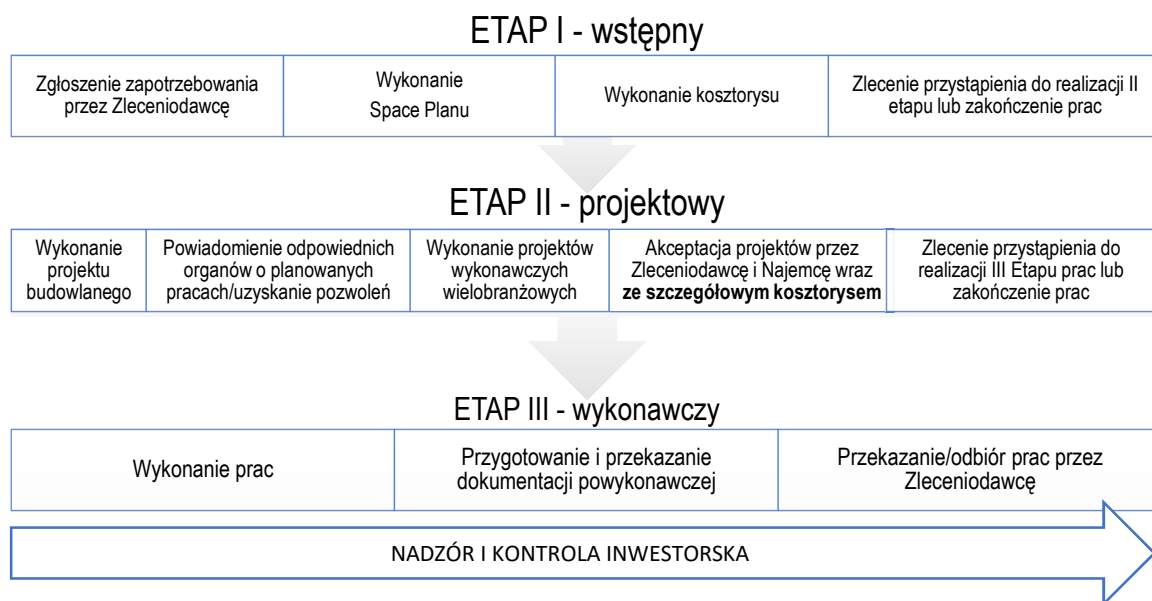 ETAP I - wstępny
Zgłoszenie zapotrzebowania
przez Zleceniodawcę
Wykonanie
Space Planu
Wykonanie kosztorysu
Zlecenie przystąpienia do realizacji II
etapu lub zakończenie prac
ETAP II - projektowy
Wykonanie
projektu
budowlanego
Powiadomienie odpowiednich
organów o planowanych
pracach/uzyskanie pozwoleń
Wykonanie projektów
wykonawczych
wielobranżowych
Akceptacja projektów przez
Zleceniodawcę i Najemcę wraz
ze szczegółowym kosztorysem
Zlecenie przystąpienia do
realizacji III Etapu prac lub
zakończenie prac
ETAP III - wykonawczy
Wykonanie prac
Przygotowanie i przekazanie
dokumentacji powykonawczej
Przekazanie/odbiór prac przez
Zleceniodawcę
NADZÓR I KONTROLA INWESTORSKA